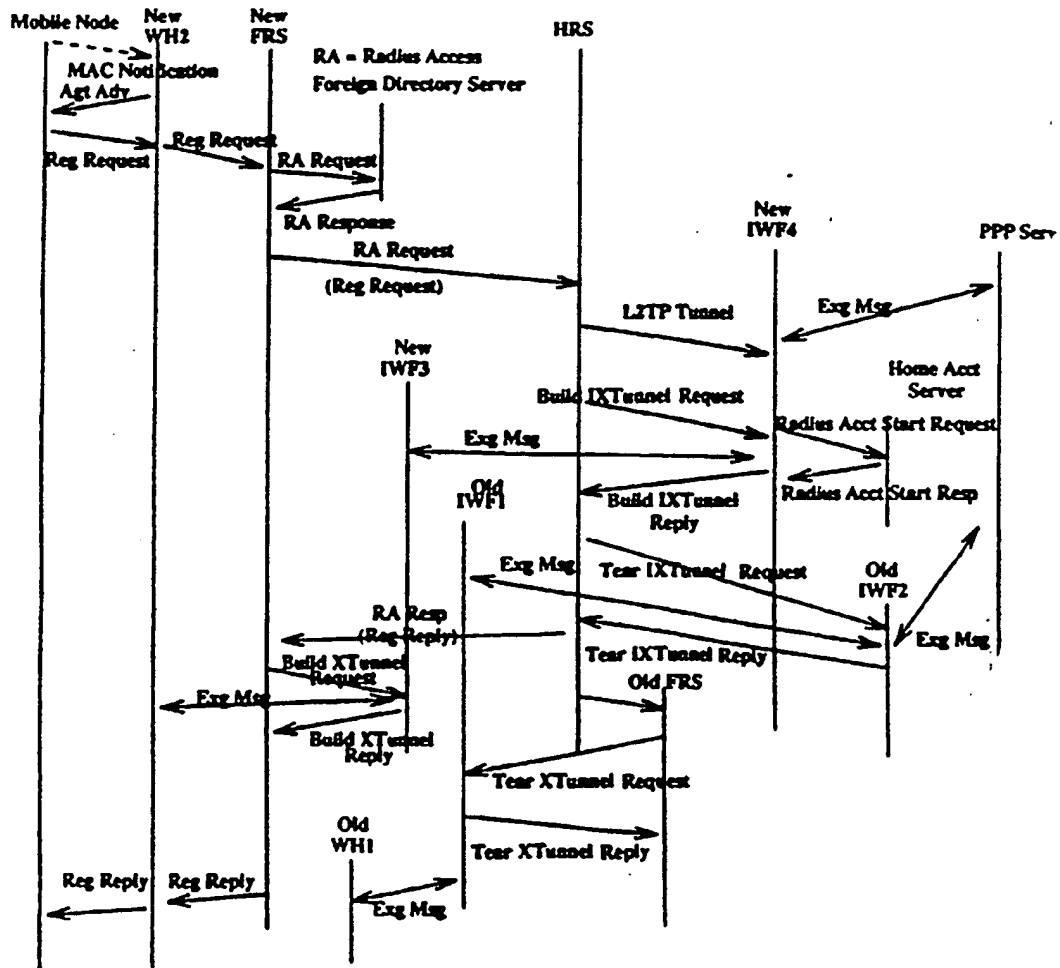 Mobile Node
New
WH2
New
FRS
HRS
RA = Radius Access
Foreign Directory Server
MAC Notification
Agt Adv
Reg Request
Reg Request
RA Request
RA Response
RA Request
(Reg Request)
New
IWF4
PPP Serv
L2TP Tunnel
Exg Msg
New
IWF3
Home Acct
Server
Build IXTunnel Request
Radius Acct Start Request
Exg Msg
Old
IWF1
Build IXTunnel
Reply
Radius Acct Start Resp
Exg Msg
Tear IXTunnel Request
Old
IWF2
RA Resp
(Reg Reply)
Exg Msg
Tear IXTunnel Reply
Build XTunnel
Request
Old FRS
Exg Msg
Build XTunnel
Reply
Tear XTunnel Request
Old
WH1
Tear XTunnel Reply
Reg Reply
Reg Reply
Exg Msg